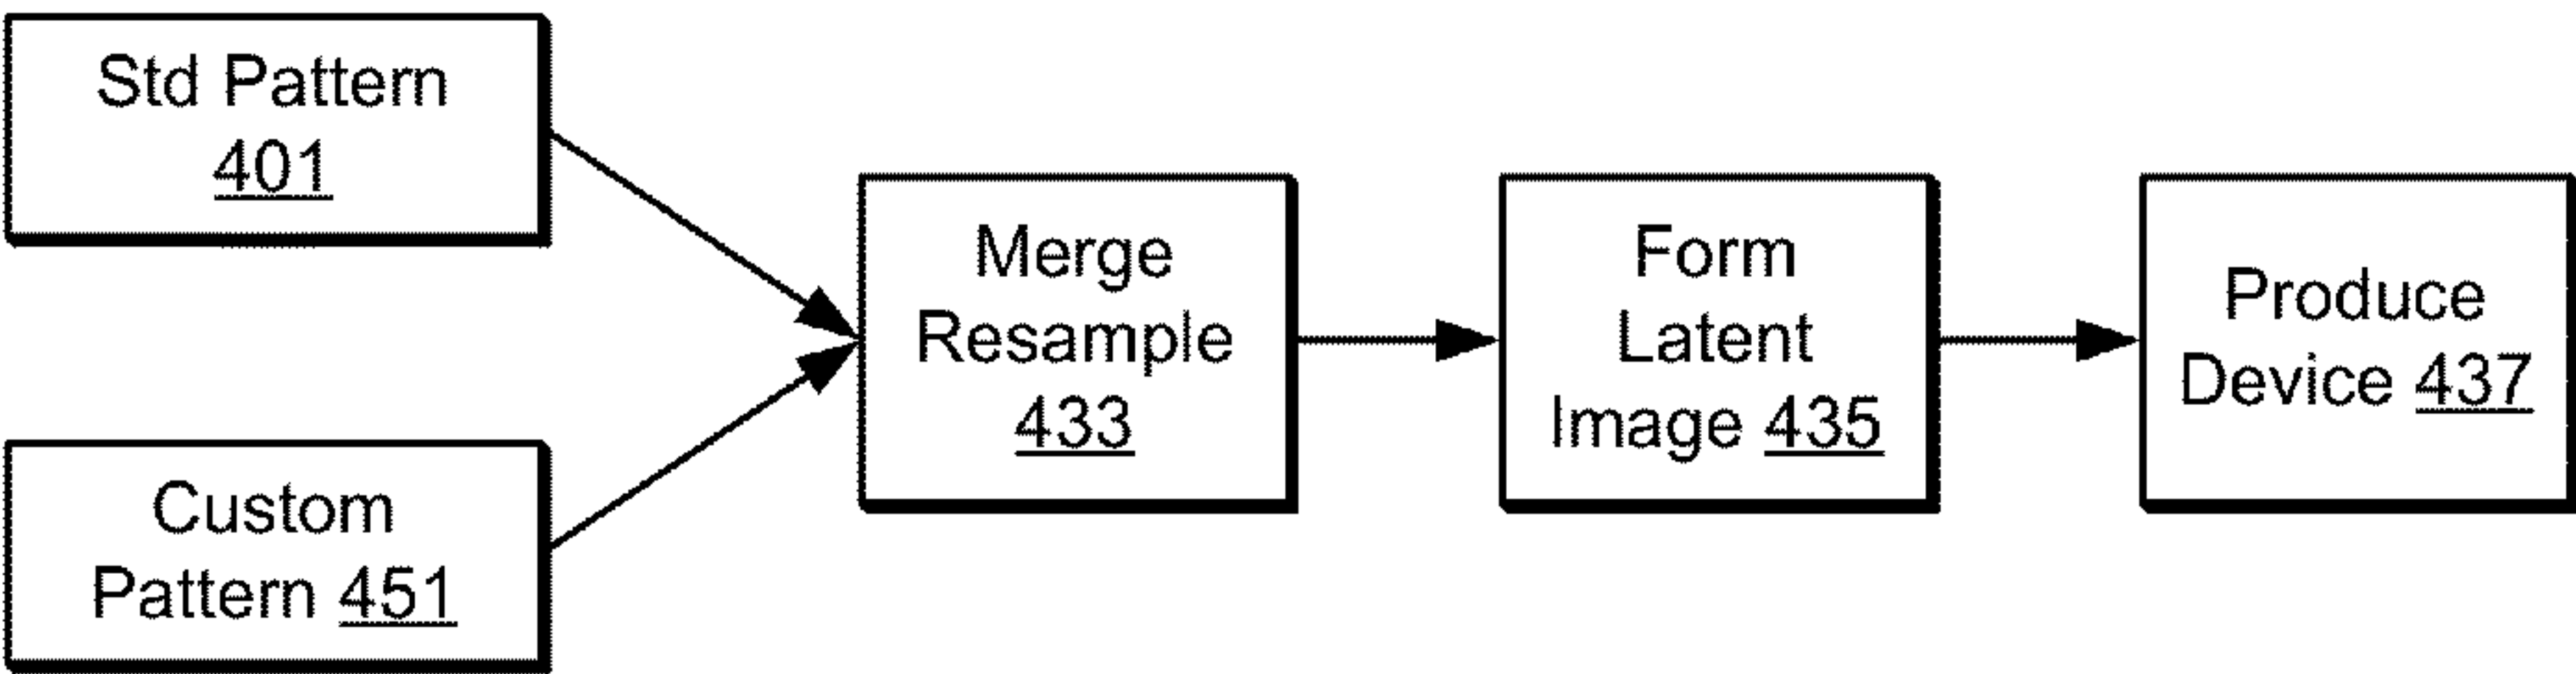 Std Pattern
401
Custom
Pattern 451
Merge
Resample
433
Form
Latent
Image 435
Produce
Device 437